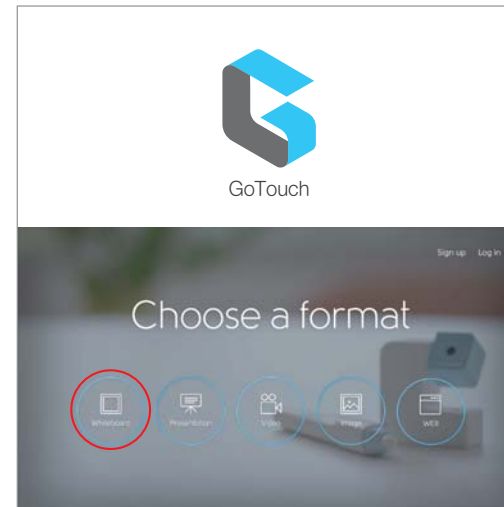 GoTouch
Sign up Log in
Choose a format
Whiteboard Presentation Video Image WEB